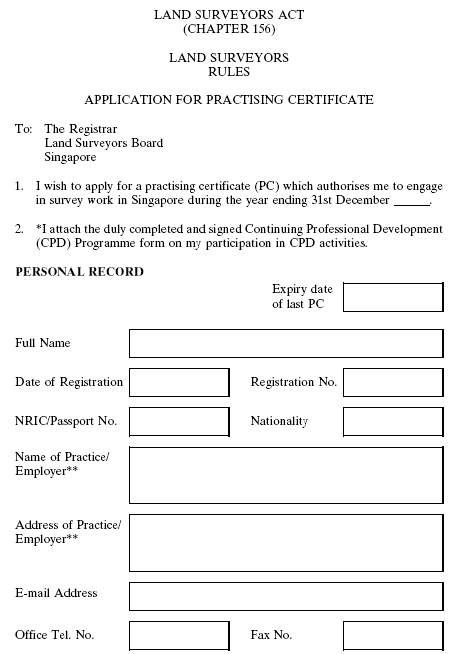 LAND SURVEYORS ACT
(CHAPTER 156)
LAND SURVEYORS
RULES
APPLICATION FOR PRACTISING CERTIFICATE
To: The Registrar
Land Surveyors Board
Singapore
1. I wish to apply for a practising certificate (PC) which authorises me to engage
in survey work in Singapore during the year ending 31st December ______.
2. *I attach the duly completed and signed Continuing Professional Development
(CPD) Programme form on my participation in CPD activities.
PERSONAL RECORD
Expiry date
of last PC
Full Name
Date of Registration Registration No.
NRIC/Passport No. Nationality
Name of Practice/
Employer**
Address of Practice/
Employer**
E-mail Address
Office Tel. No. Fax No.